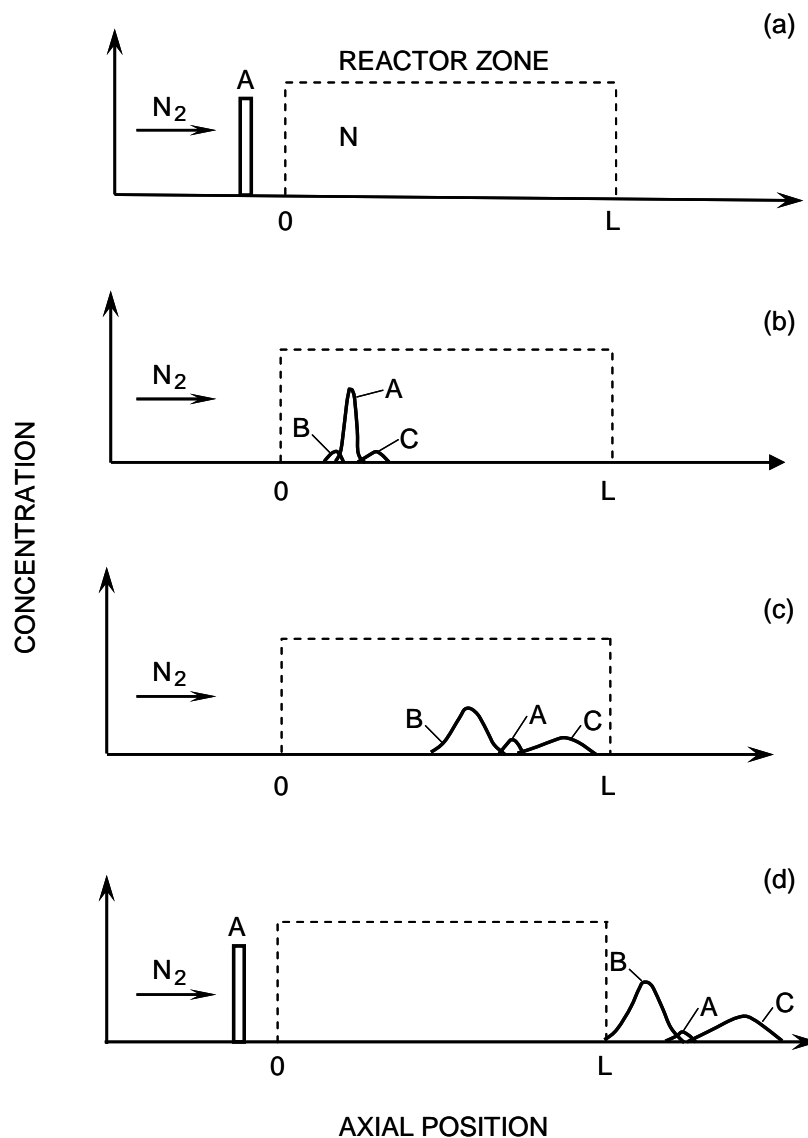 (a)
REACTOR ZONE
A
N2
N
0 L
(b)
N2
A
B C
0 L
CONCENTRATION
(c)
N2
B A C
0 L
(d)
A
N2
B
A C
0 L
AXIAL POSITION